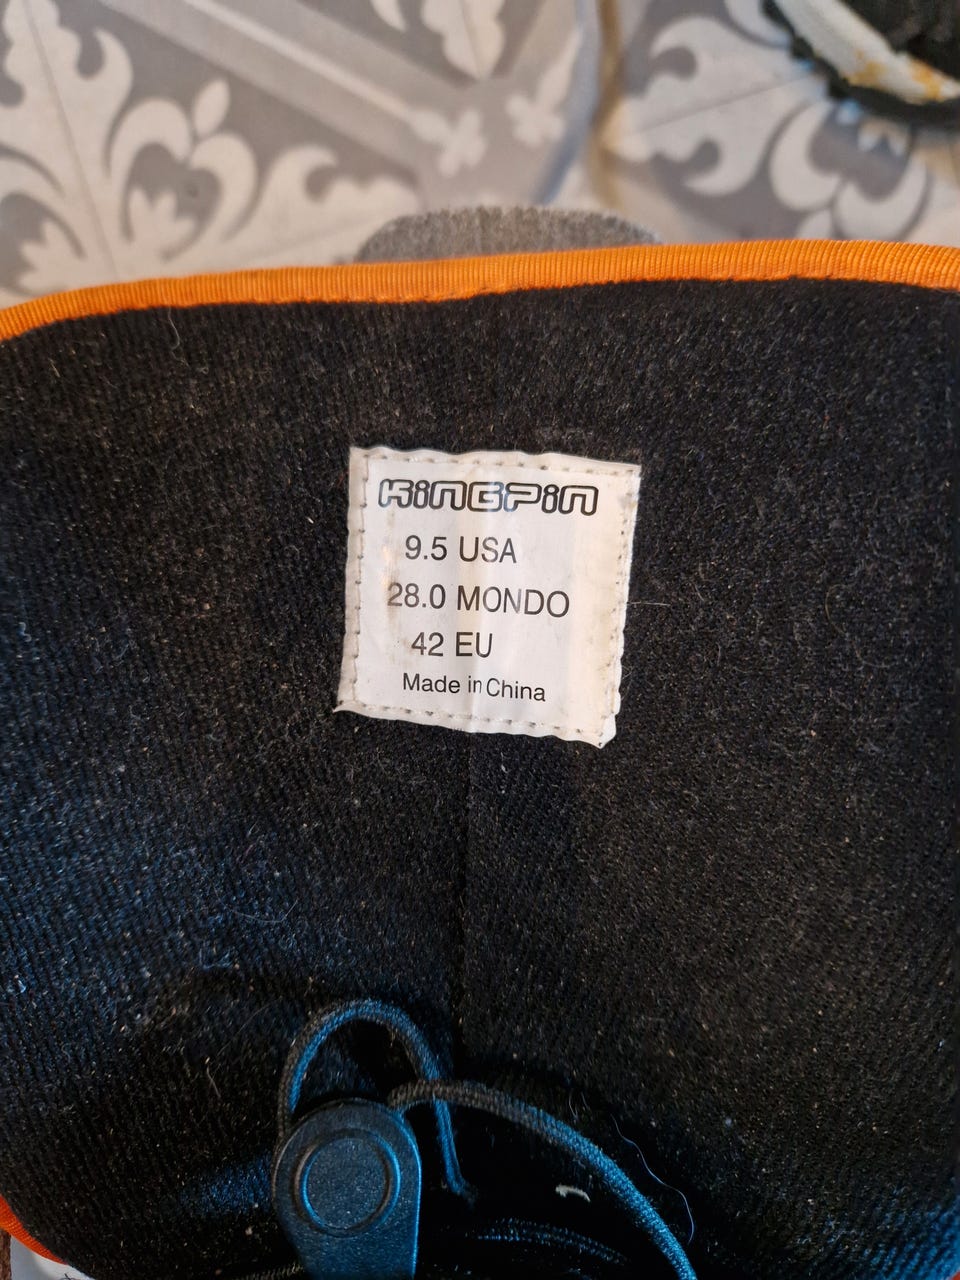 KiNGPiN
9.5 USA
28.0 MONDO
42 EU
Made in China